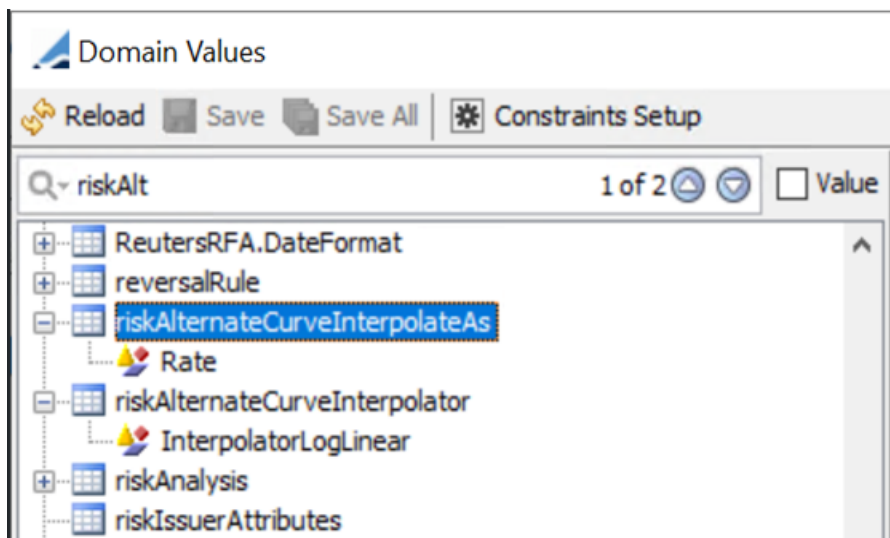 Domain Values
Reload Save Save All Constraints Setup
riskAlt 1 of 2 Value
ReutersRFA.DateFormat
reversalRule
riskAlternateCurveInterpolateAs
Rate
riskAlternateCurveInterpolator
InterpolatorLogLinear
riskAnalysis
riskIssuerAttributes